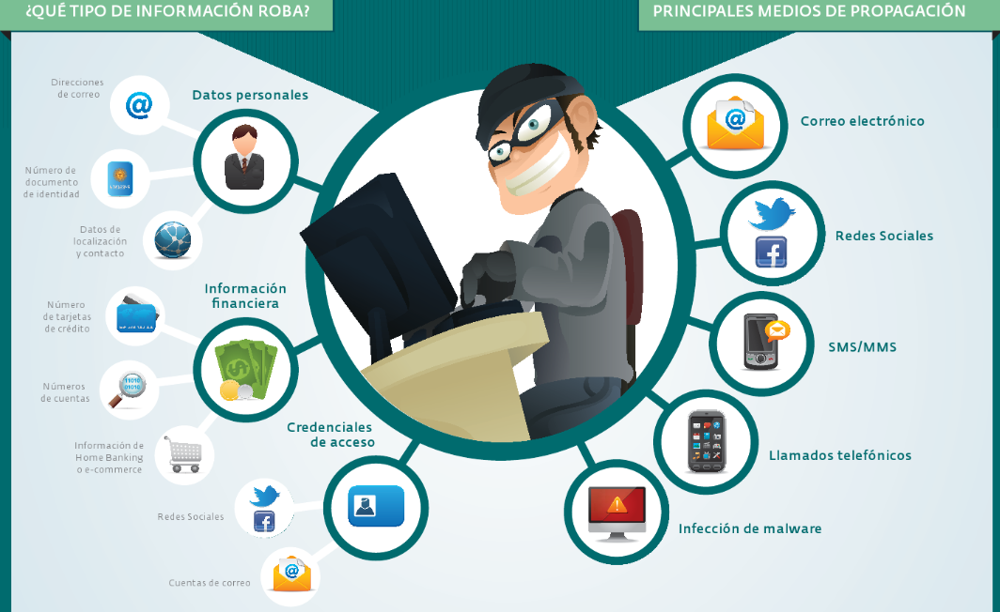 ¿QUÉ TIPO DE INFORMACIÓN ROBA?
PRINCIPALES MEDIOS DE PROPAGACIÓN
Datos personales
Direcciones
de correo
Número de
documento
de identidad
Datos de
localización
y contacto
Información
financiera
Número
de tarjetas
de crédito
Números
de cuentas
11010
01010
Información de
Home Banking
o e-commerce
Credenciales
de acceso
Redes Sociales
Cuentas de correo
Correo electrónico
Redes Sociales
SMS/MMS
Llamados telefónicos
Infección de malware